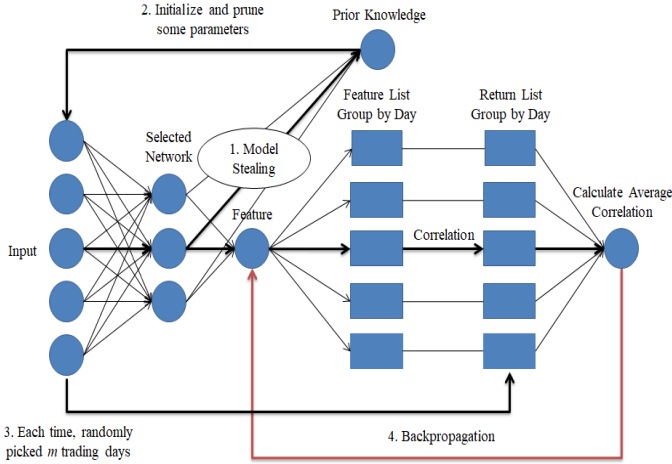 2. Initialize and prune
some parameters
Prior Knowledge
Feature List
Group by Day
Return List
Group by Day
Selected
Network
1. Model
Stealing
Calculate Average
Correlation
Feature
Input
Correlation
3. Each time, randomly
picked m trading days
4. Backpropagation